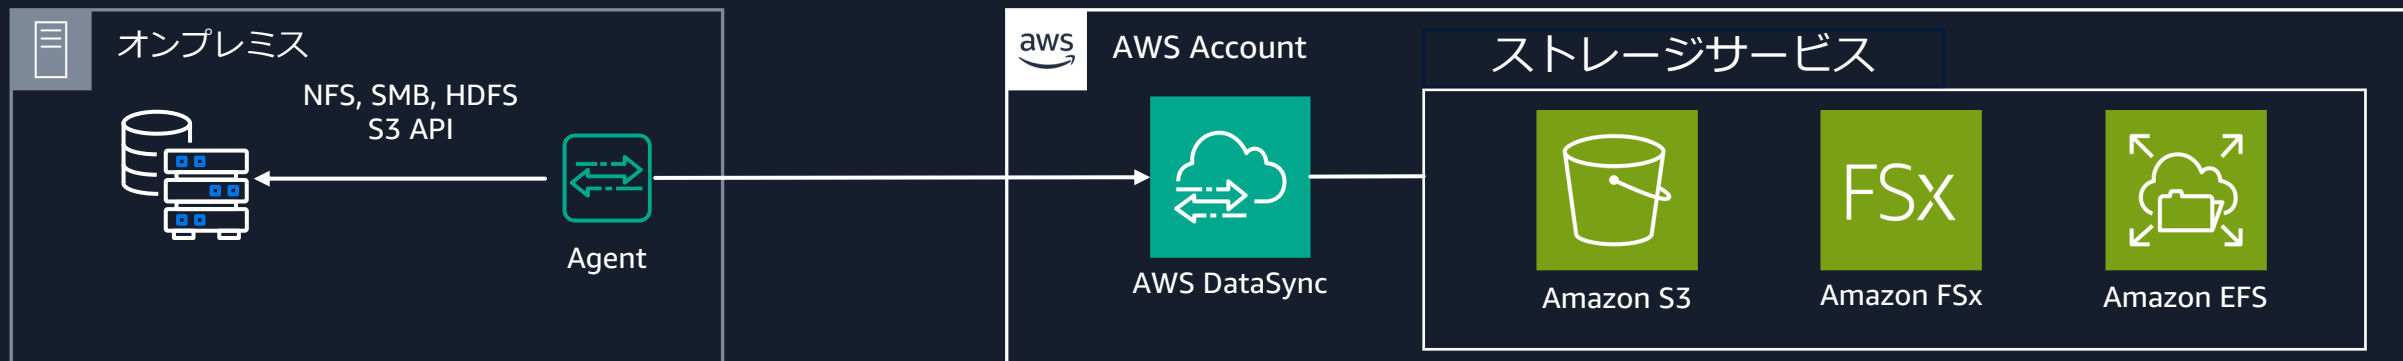 オンプレミス
NFS, SMB, HDFS
S3 API
Agent
aws
AWS Account
ストレージサービス
AWS DataSync
FSx
Amazon S3
Amazon FSx
Amazon EFS